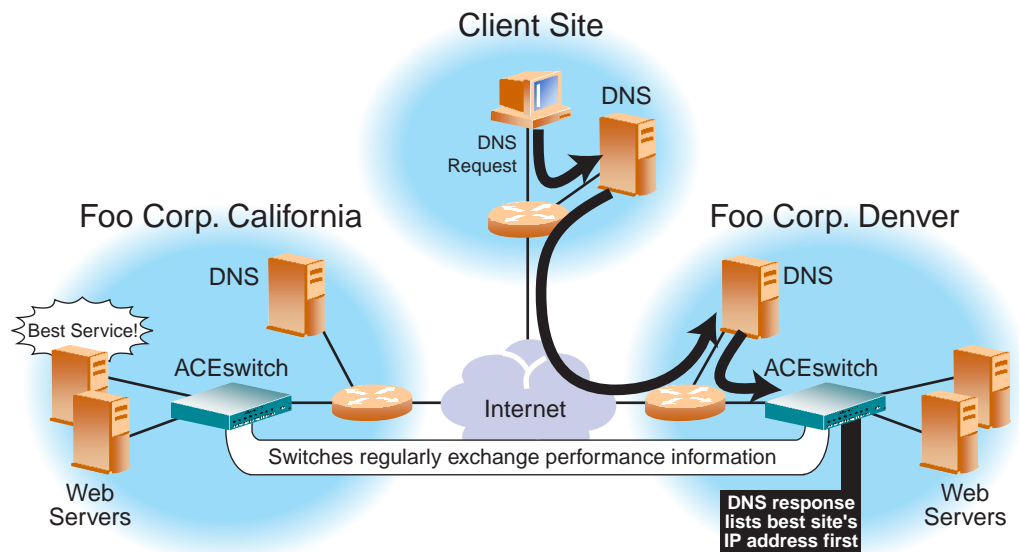 Client Site
DNS
DNS
Request
Foo Corp. California
Foo Corp. Denver
DNS
DNS
Best Service!
ACEswitch
ACEswitch
Internet
Switches regularly exchange performance information
Web
Servers
DNS response
lists best site's
IP address first
Web
Servers